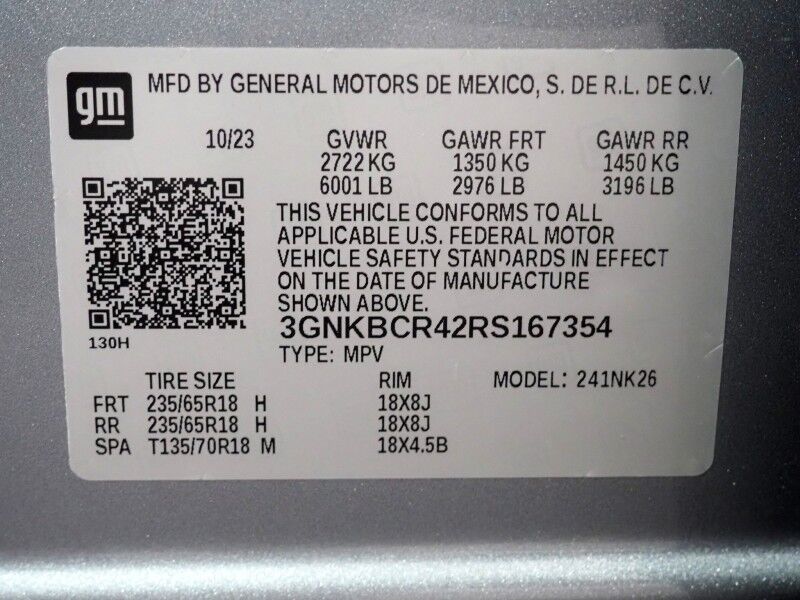 gm
MFD BY GENERAL MOTORS DE MEXICO, S. DE R.L. DE C.V.
10/23 GVWR GAWR FRT GAWR RR
2722 KG 1350 KG 1450 KG
6001 LB 2976 LB 3196 LB
THIS VEHICLE CONFORMS TO ALL
APPLICABLE U.S. FEDERAL MOTOR
VEHICLE SAFETY STANDARDS IN EFFECT
ON THE DATE OF MANUFACTURE
SHOWN ABOVE.
3GNKBCR42RS167354
130H
TYPE: MPV
TIRE SIZE RIM MODEL: 241NK26
FRT 235/65R18 H 18X8J
RR 235/65R18 H 18X8J
SPA T135/70R18 M 18X4.5B